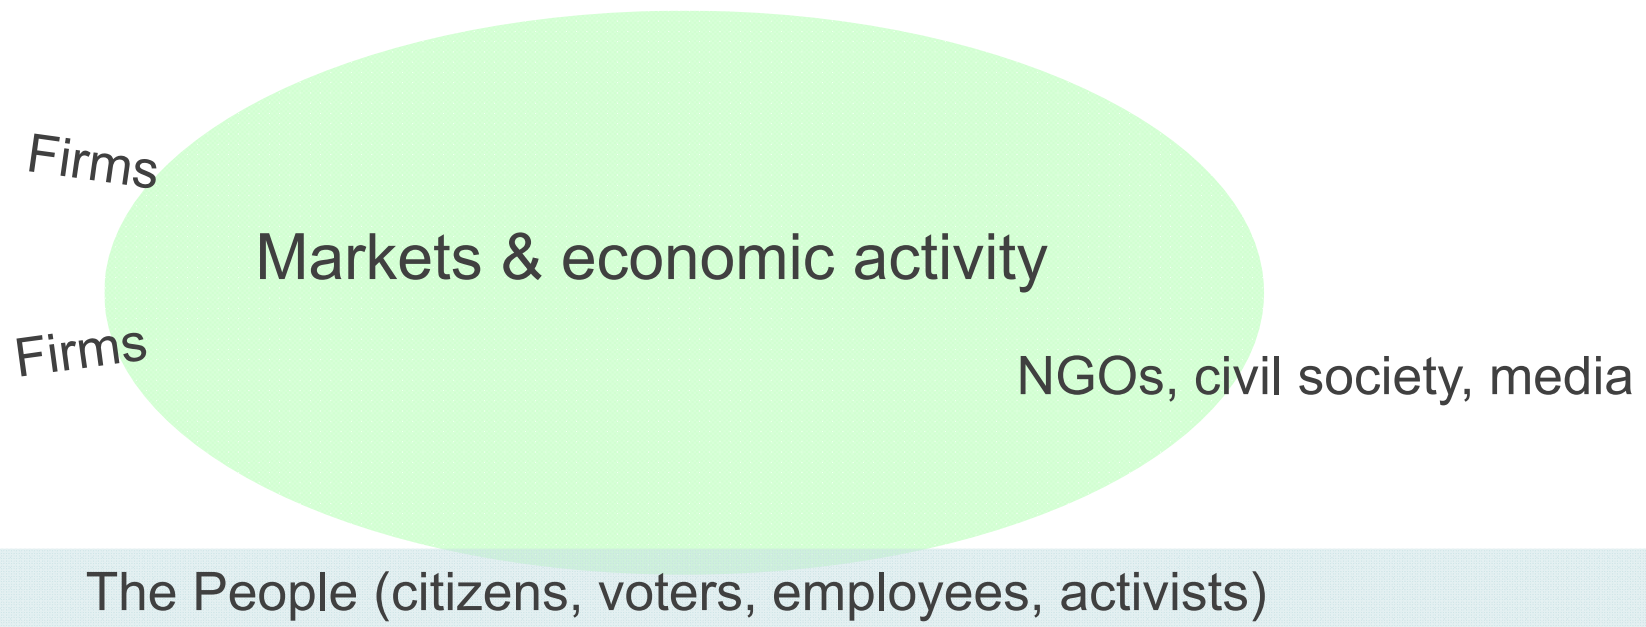 Firms
Markets & economic activity
Firms
NGOs, civil society, media
The People (citizens, voters, employees, activists)